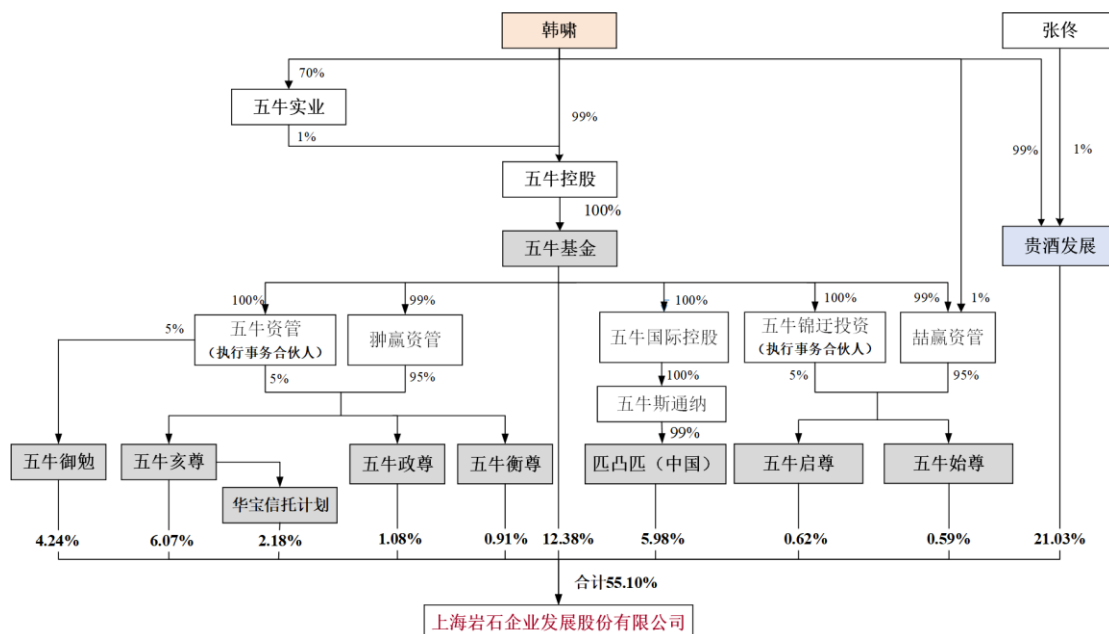 韩啸
张佟
70%
五牛实业
1%
99%
99%
1%
五牛控股
100%
五牛基金
贵酒发展
100%
99%
100%
100%
99%
1%
5%
五牛资管
(执行事务合伙人)
翀赢资管
五牛国际控股
五牛锦迂投资
(执行事务合伙人)
喆赢资管
5%
95%
100%
5%
95%
五牛斯通纳
99%
五牛御勉
五牛亥尊
五牛政尊
五牛衡尊
匹凸匹（中国）
五牛启尊
五牛始尊
华宝信托计划
4.24%
6.07%
2.18%
1.08%
0.91%
12.38%
5.98%
0.62%
0.59%
21.03%
合计55.10%
上海岩石企业发展股份有限公司